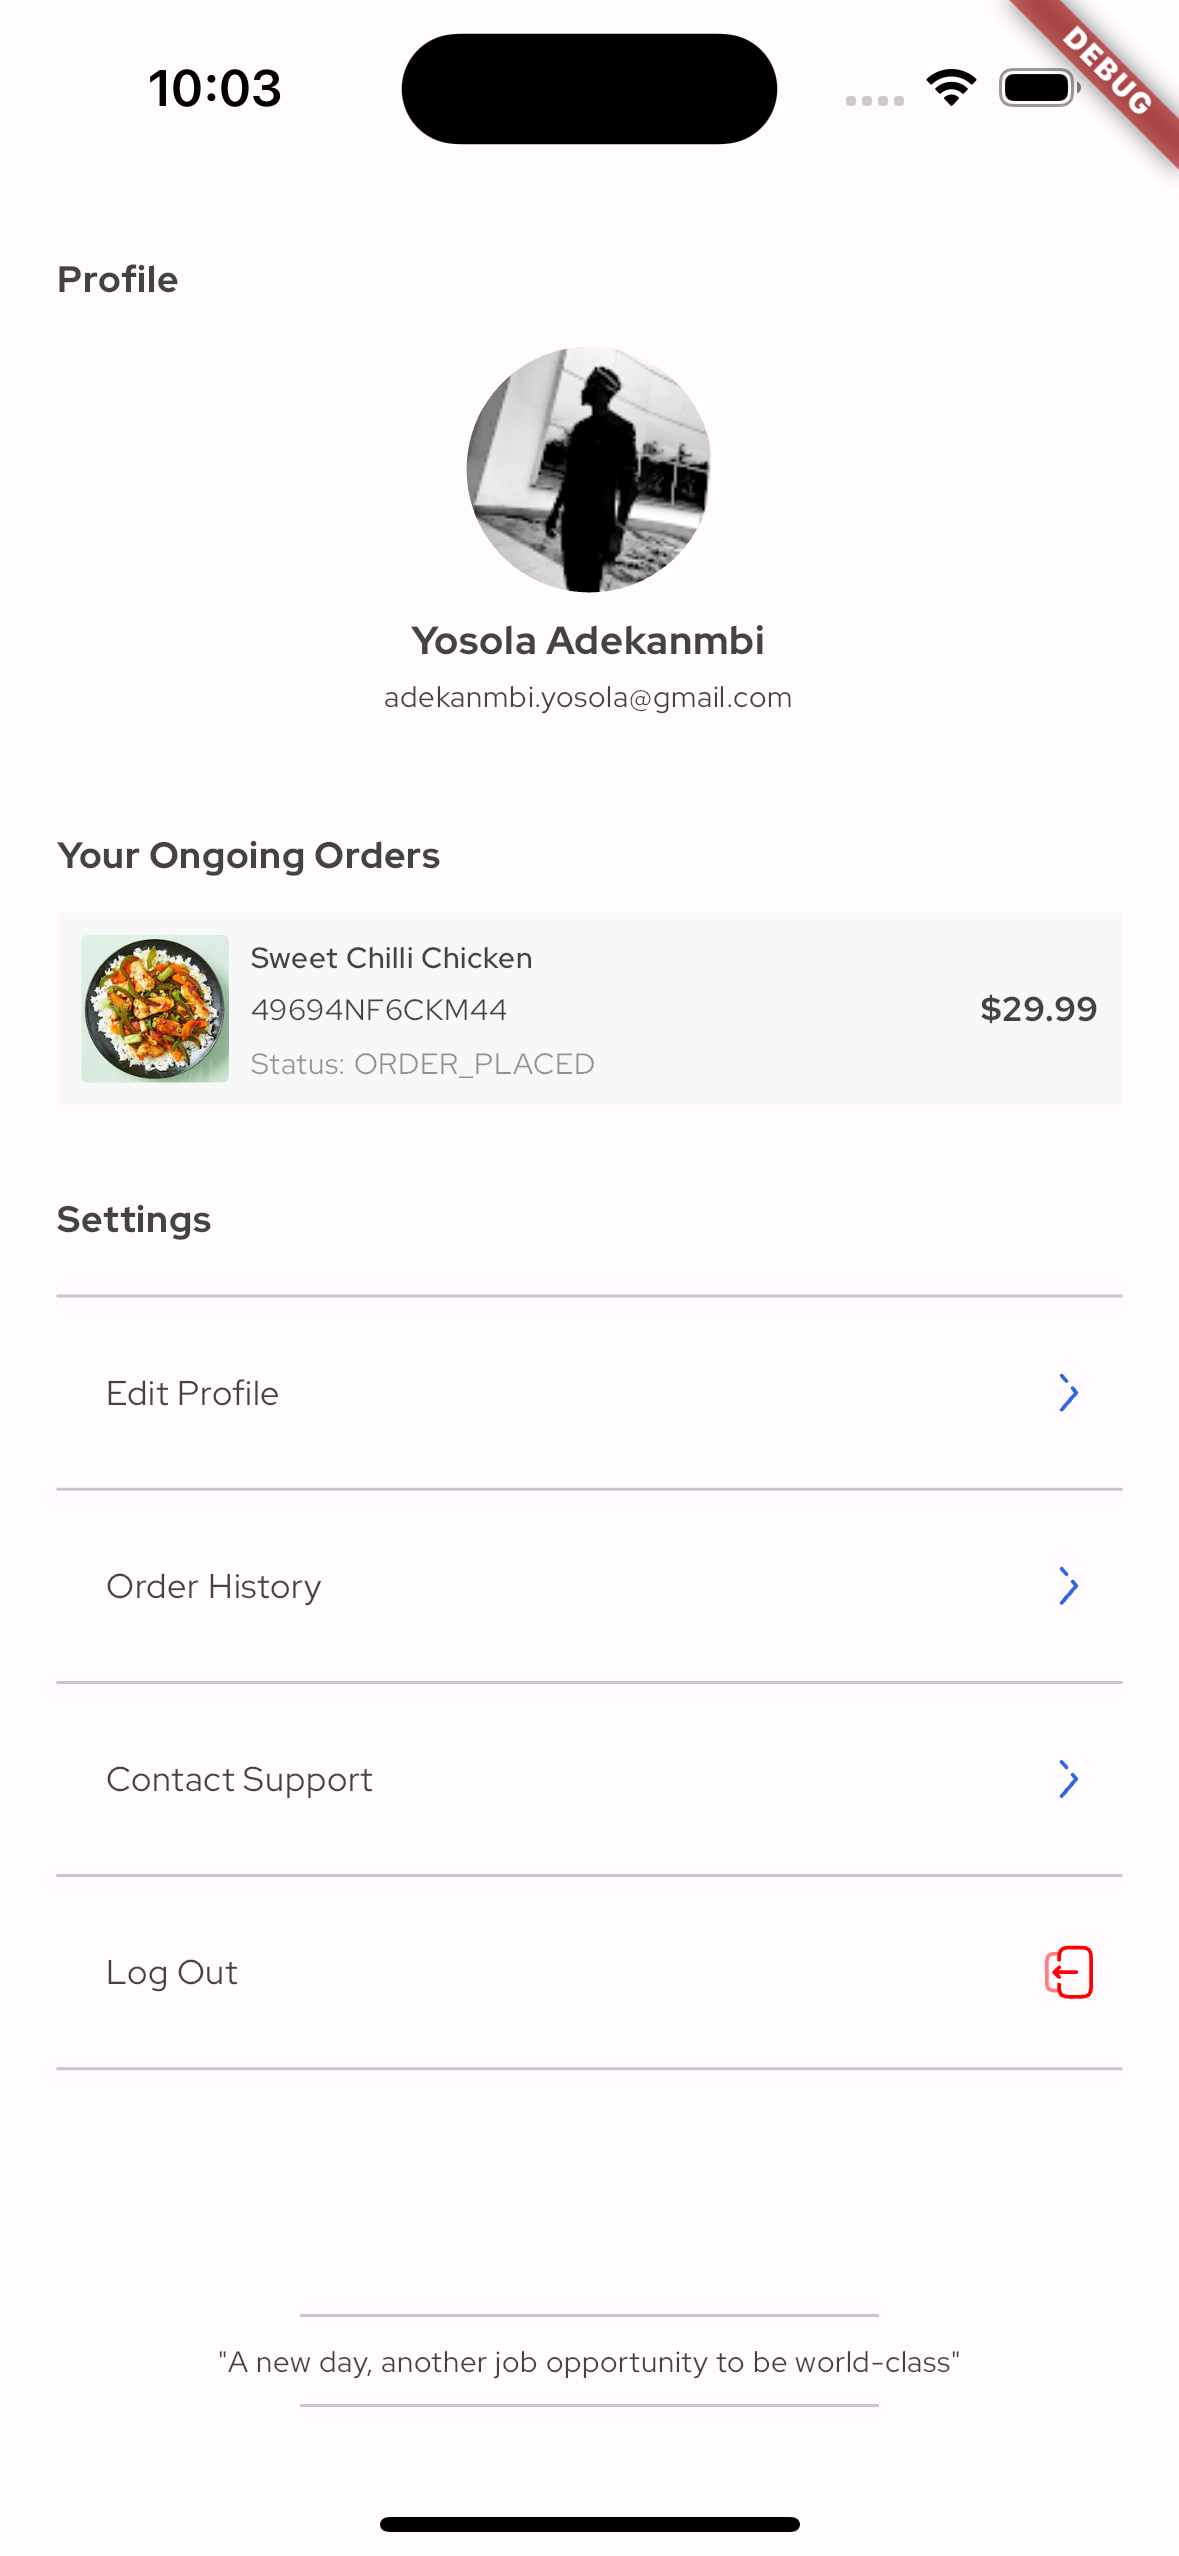 10:03
DEBUG
Profile
Yosola Adekanmbi
adekanmbi.yosola@gmail.com
Your Ongoing Orders
Sweet Chilli Chicken
49694NF6CKM44
$29.99
Status: ORDER_PLACED
Settings
Edit Profile
Order History
Contact Support
Log Out
"A new day, another job opportunity to be world-class"